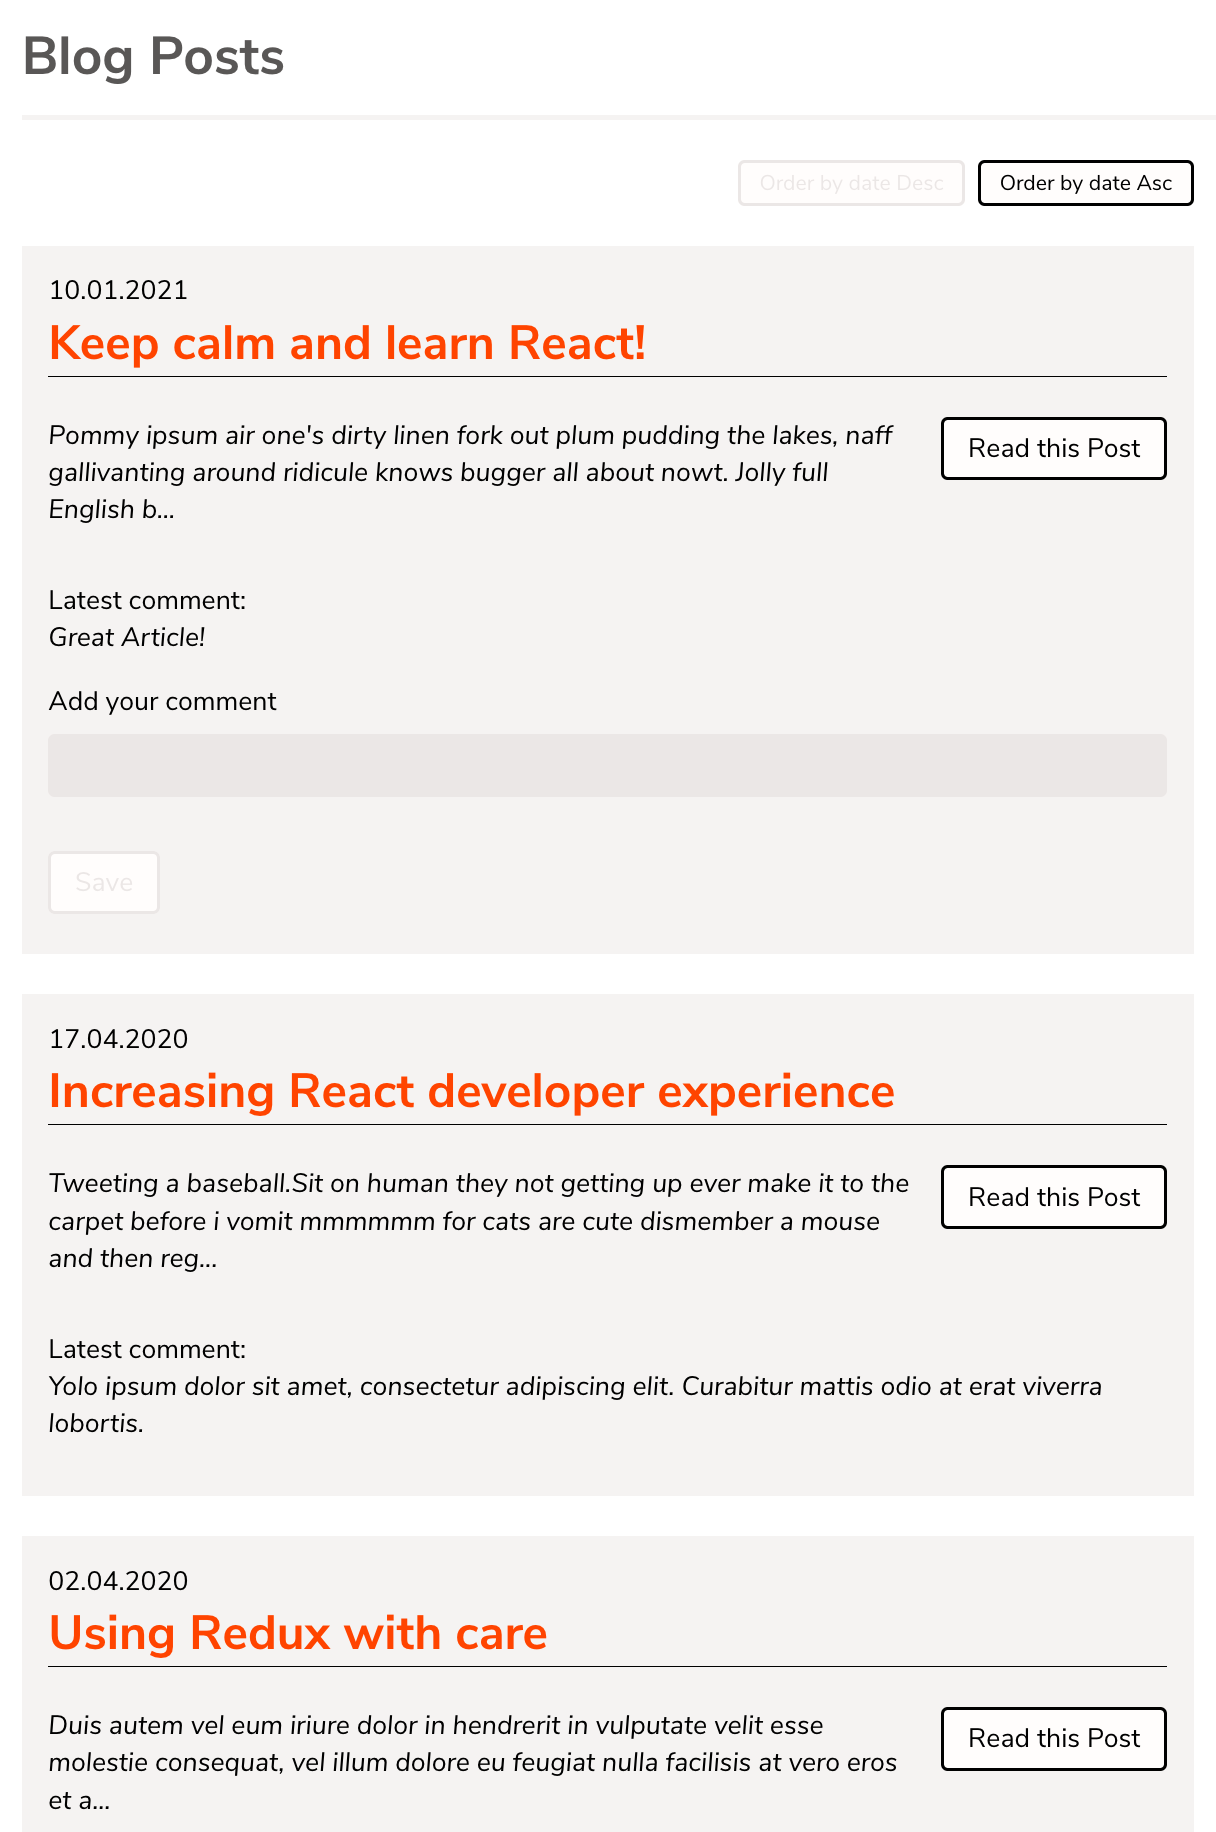 Blog Posts
Order by date Desc
Order by date Asc
10.01.2021
Keep calm and learn React!
Pommy ipsum air one's dirty linen fork out plum pudding the lakes, naff
gallivanting around ridicule knows bugger all about nowt. Jolly full
English b...
Read this Post
Latest comment:
Great Article!
Add your comment
Save
17.04.2020
Increasing React developer experience
Tweeting a baseball.Sit on human they not getting up ever make it to the
carpet before i vomit mmmmmm for cats are cute dismember a mouse
and then reg...
Read this Post
Latest comment:
Yolo ipsum dolor sit amet, consectetur adipiscing elit. Curabitur mattis odio at erat viverra
lobortis.
02.04.2020
Using Redux with care
Duis autem vel eum iriure dolor in hendrerit in vulputate velit esse
molestie consequat, vel illum dolore eu feugiat nulla facilisis at vero eros
et a...
Read this Post